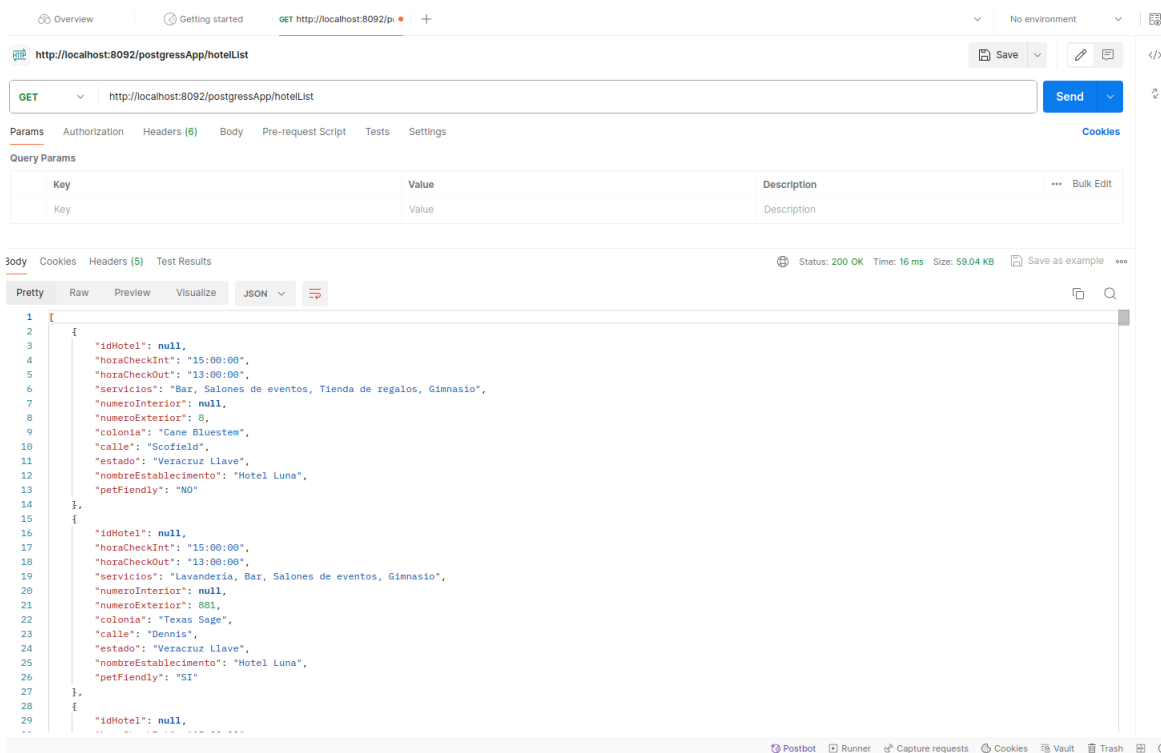 Overview Getting started GET http://localhost:8092/p No environment
HTTP http://localhost:8092/postgressApp/hotelList Save
GET http://localhost:8092/postgressApp/hotelList Send
Params Authorization Headers (6) Body Pre-request Script Tests Settings Cookies
Query Params
Key Value Description ••• Bulk Edit
Key Value Description
Body Cookies Headers (5) Test Results Status: 200 OK Time: 16 ms Size: 59.04 KB Save as example
Pretty Raw Preview Visualize JSON
1 [
2 {
3 "idHotel": null,
4 "horaCheckInt": "15:00:00",
5 "horaCheckOut": "13:00:00",
6 "servicios": "Bar, Salones de eventos, Tienda de regalos, Gimnasio",
7 "numeroInterior": null,
8 "numeroExterior": 8,
9 "colonia": "Cane Bluestem",
10 "calle": "Scofield",
11 "estado": "Veracruz Llave",
12 "nombreEstablecimento": "Hotel Luna",
13 "petFiendly": "NO"
14 },
15 {
16 "idHotel": null,
17 "horaCheckInt": "15:00:00",
18 "horaCheckOut": "13:00:00",
19 "servicios": "Lavanderia, Bar, Salones de eventos, Gimnasio",
20 "numeroInterior": null,
21 "numeroExterior": 881,
22 "colonia": "Texas Sage",
23 "calle": "Dennis",
24 "estado": "Veracruz Llave",
25 "nombreEstablecimento": "Hotel Luna",
26 "petFiendly": "SI"
27 },
28 {
29 "idHotel": null,
Postbot Runner Capture requests Cookies Vault Trash